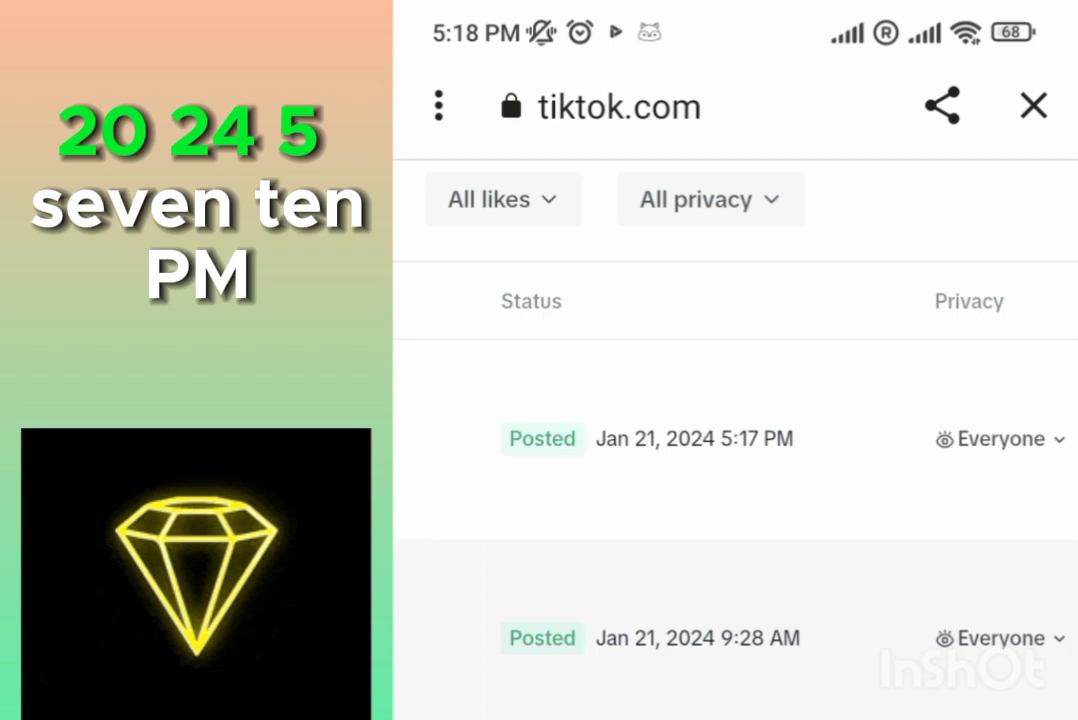 20 24 5
seven ten
PM
5:18 PM
R
68
tiktok.com
All likes
All privacy
Status
Privacy
Posted
Jan 21, 2024 5:17 PM
Everyone
Posted
Jan 21, 2024 9:28 AM
Everyone
InShOt